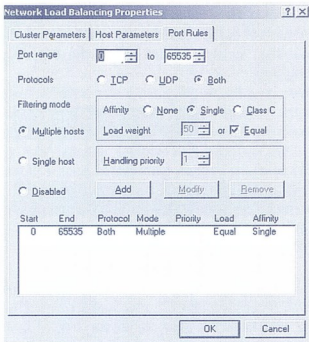 Network Load Balancing Properties ? X
Cluster Parameters Host Parameters Port Rules
Port range 0 to 65535
Protocols TCP UDP Both
Filtering mode
Affinity None Single Class C
Multiple hosts Load weight 50 or Equal
Single host Handling priority 1
Disabled Add Modify Remove
Start End Protocol Mode Priority Load Affinity
0 65535 Both Multiple Equal Single
OK Cancel